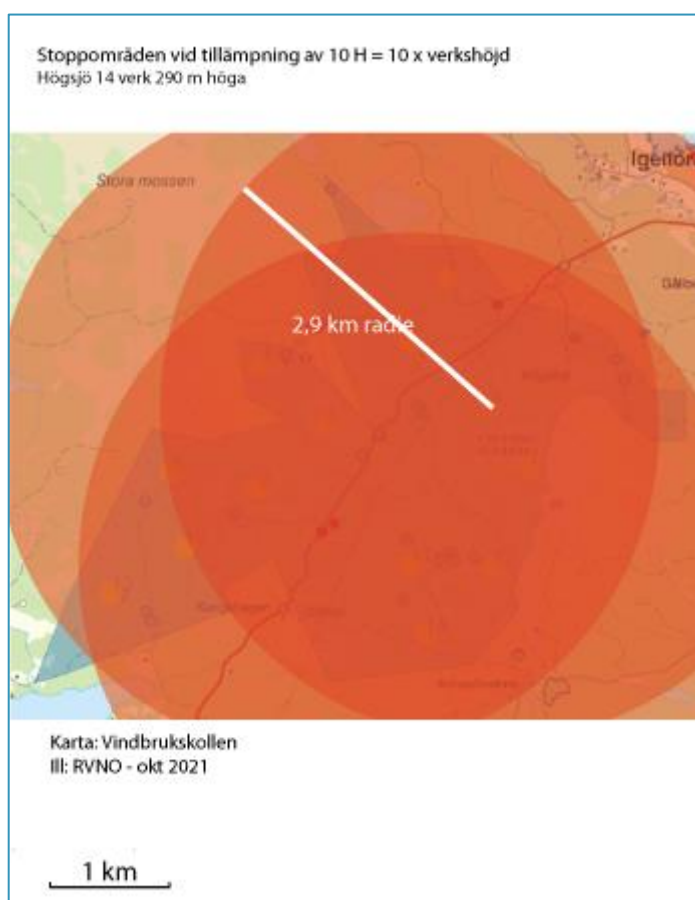 Stoppområden vid tillämpning av 10 H = 10 x verkshöjd
Högsjö 14 verk 290 m höga
Stora mossen
2,9 km radie
Karta: Vindbrukskollen
Ill: RVNO - okt 2021
1 km